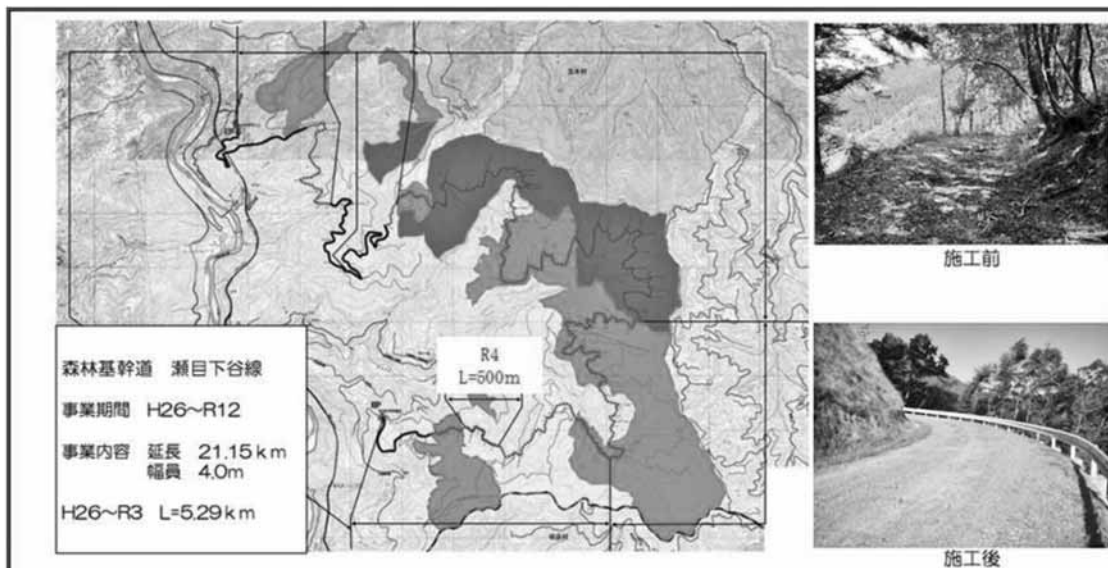 森林基幹道　瀬目下谷線
事業期間　H26～R12
事業内容　延長　21.15ｋｍ
幅員　4.0ｍ
H26～R3　L=5.29ｋｍ
R4
L=500m
施工前
施工後